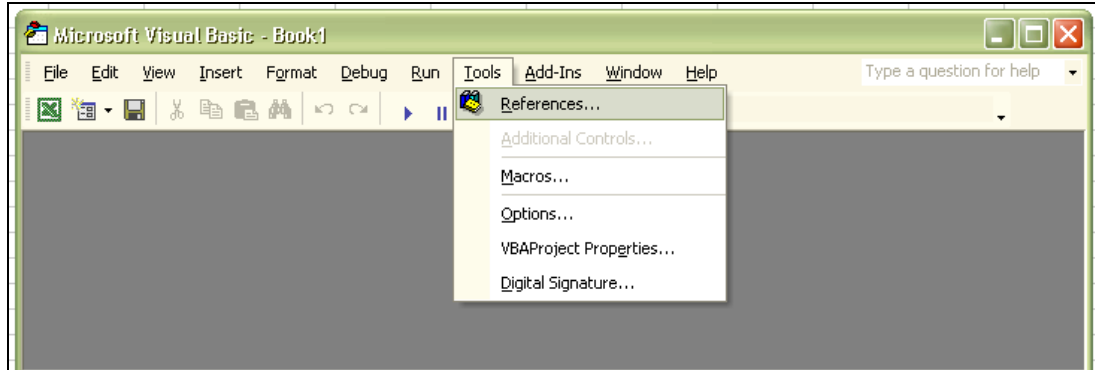 Microsoft Visual Basic - Book1
File Edit View Insert Format Debug Run Tools Add-Ins Window Help Type a question for help
References...
Additional Controls...
Macros...
Options...
VBAProject Properties...
Digital Signature...